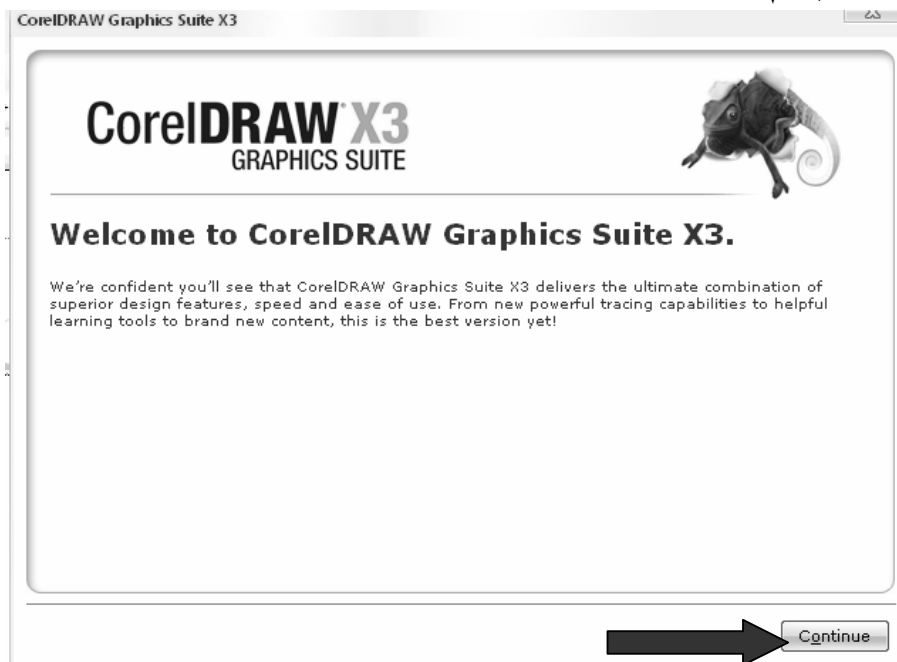 CorelDRAW Graphics Suite X3
CorelDRAW X3
GRAPHICS SUITE
Welcome to CorelDRAW Graphics Suite X3.
We're confident you'll see that CorelDRAW Graphics Suite X3 delivers the ultimate combination of
superior design features, speed and ease of use. From new powerful tracing capabilities to helpful
learning tools to brand new content, this is the best version yet!
Continue